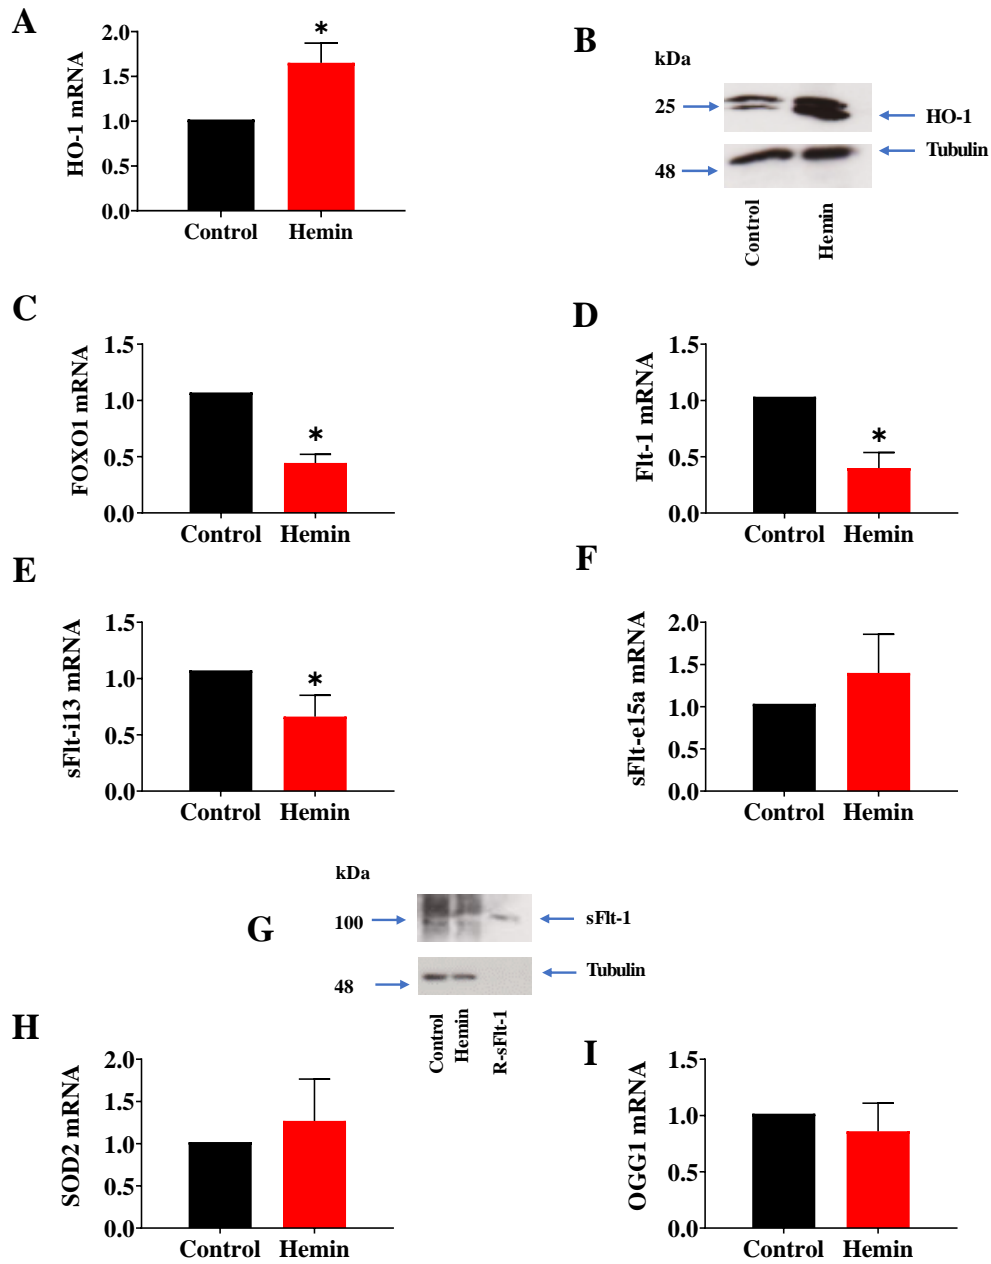 A
HO-1 mRNA
2.0
1.5
1.0
0.5
0.0
*
Control Hemin
B
kDa
25
HO-1
Tubulin
48
Control
Hemin
C
FOXO1 mRNA
1.5
1.0
0.5
0.0
*
Control Hemin
D
Flt-1 mRNA
1.5
1.0
0.5
0.0
*
Control Hemin
E
sFlt-i13 mRNA
1.5
1.0
0.5
0.0
*
Control Hemin
F
sFlt-e15a mRNA
2.0
1.5
1.0
0.5
0.0
Control Hemin
G
kDa
100
sFlt-1
Tubulin
48
Control
Hemin
R-sFlt-1
H
SOD2 mRNA
2.0
1.5
1.0
0.5
0.0
Control Hemin
I
OGG1 mRNA
1.5
1.0
0.5
0.0
Control Hemin